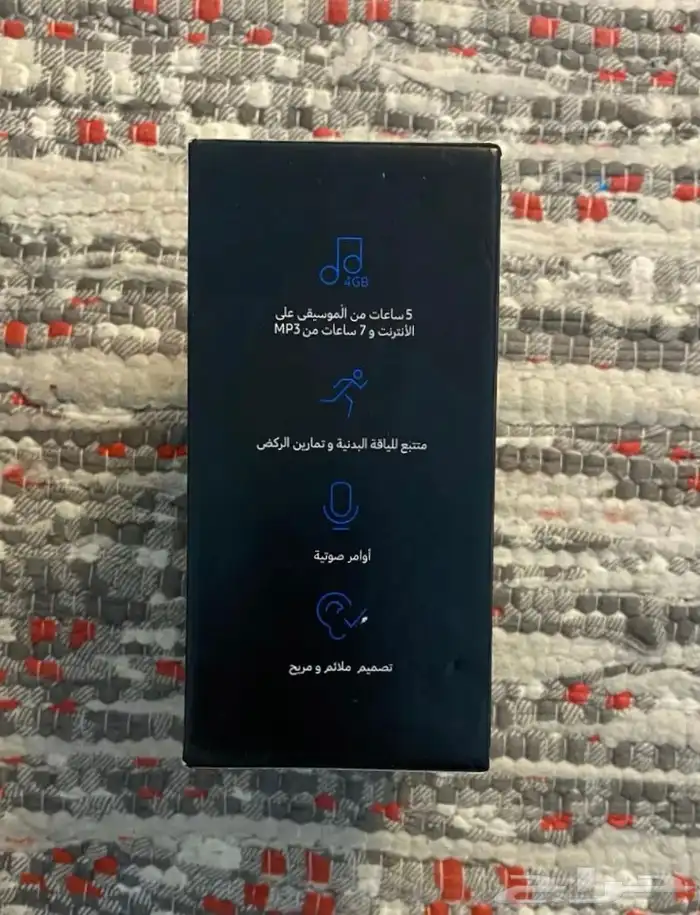 4GB
5 ساعات من الموسيقى على
الأنترنت و 7 ساعات من MP3
متتبع للياقة البدنية و تمارين الركض
أوامر صوتية
تصميم ملائم و مريح
حراج